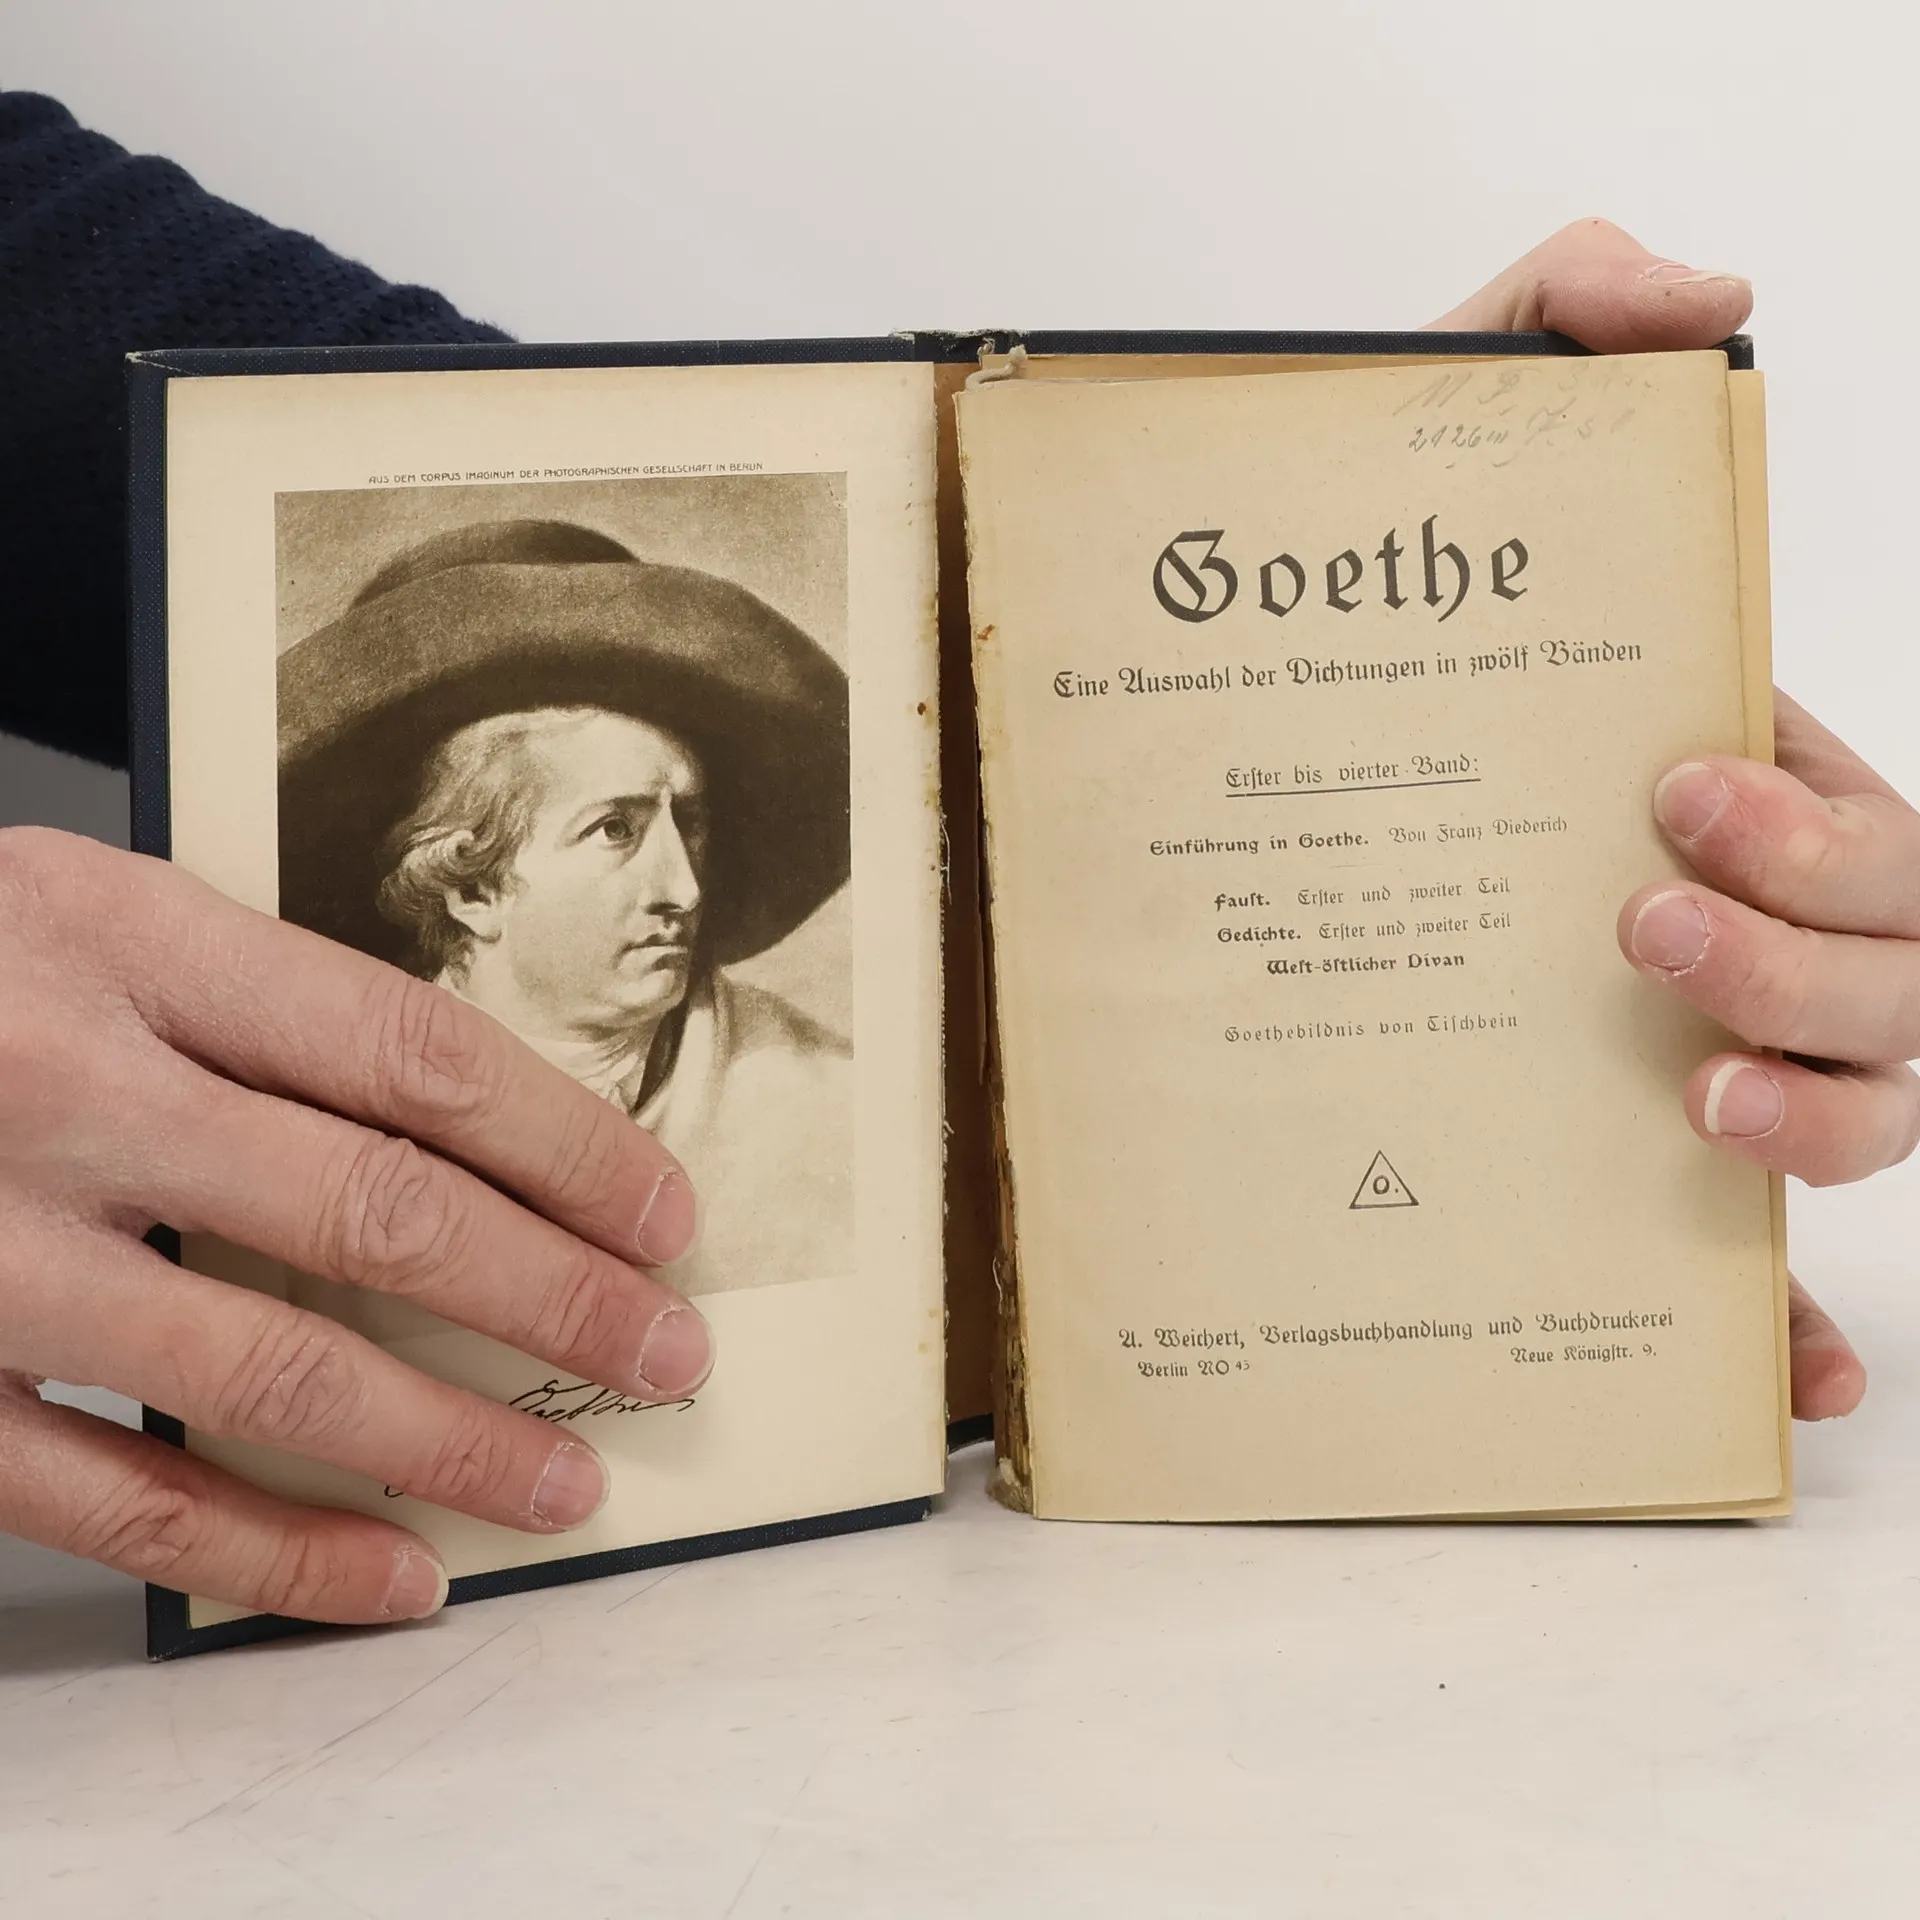 AUS DEM CORPUS IMAGINUM DER PHOTOGRAPHISCHEN GESELLSCHAFT IN BERLIN
Goethe
Eine Auswahl der Dichtungen in zwölf Bänden
Erster bis vierter Band:
Einführung in Goethe. Von Franz Diederich
Faust. Erster und zweiter Teil
Gedichte. Erster und zweiter Teil
West-östlicher Divan
Goethebildnis von Tischbein
O.
A. Weichert, Verlagsbuchhandlung und Buchdruckerei
Berlin NO 43 Neue Königstr. 9.